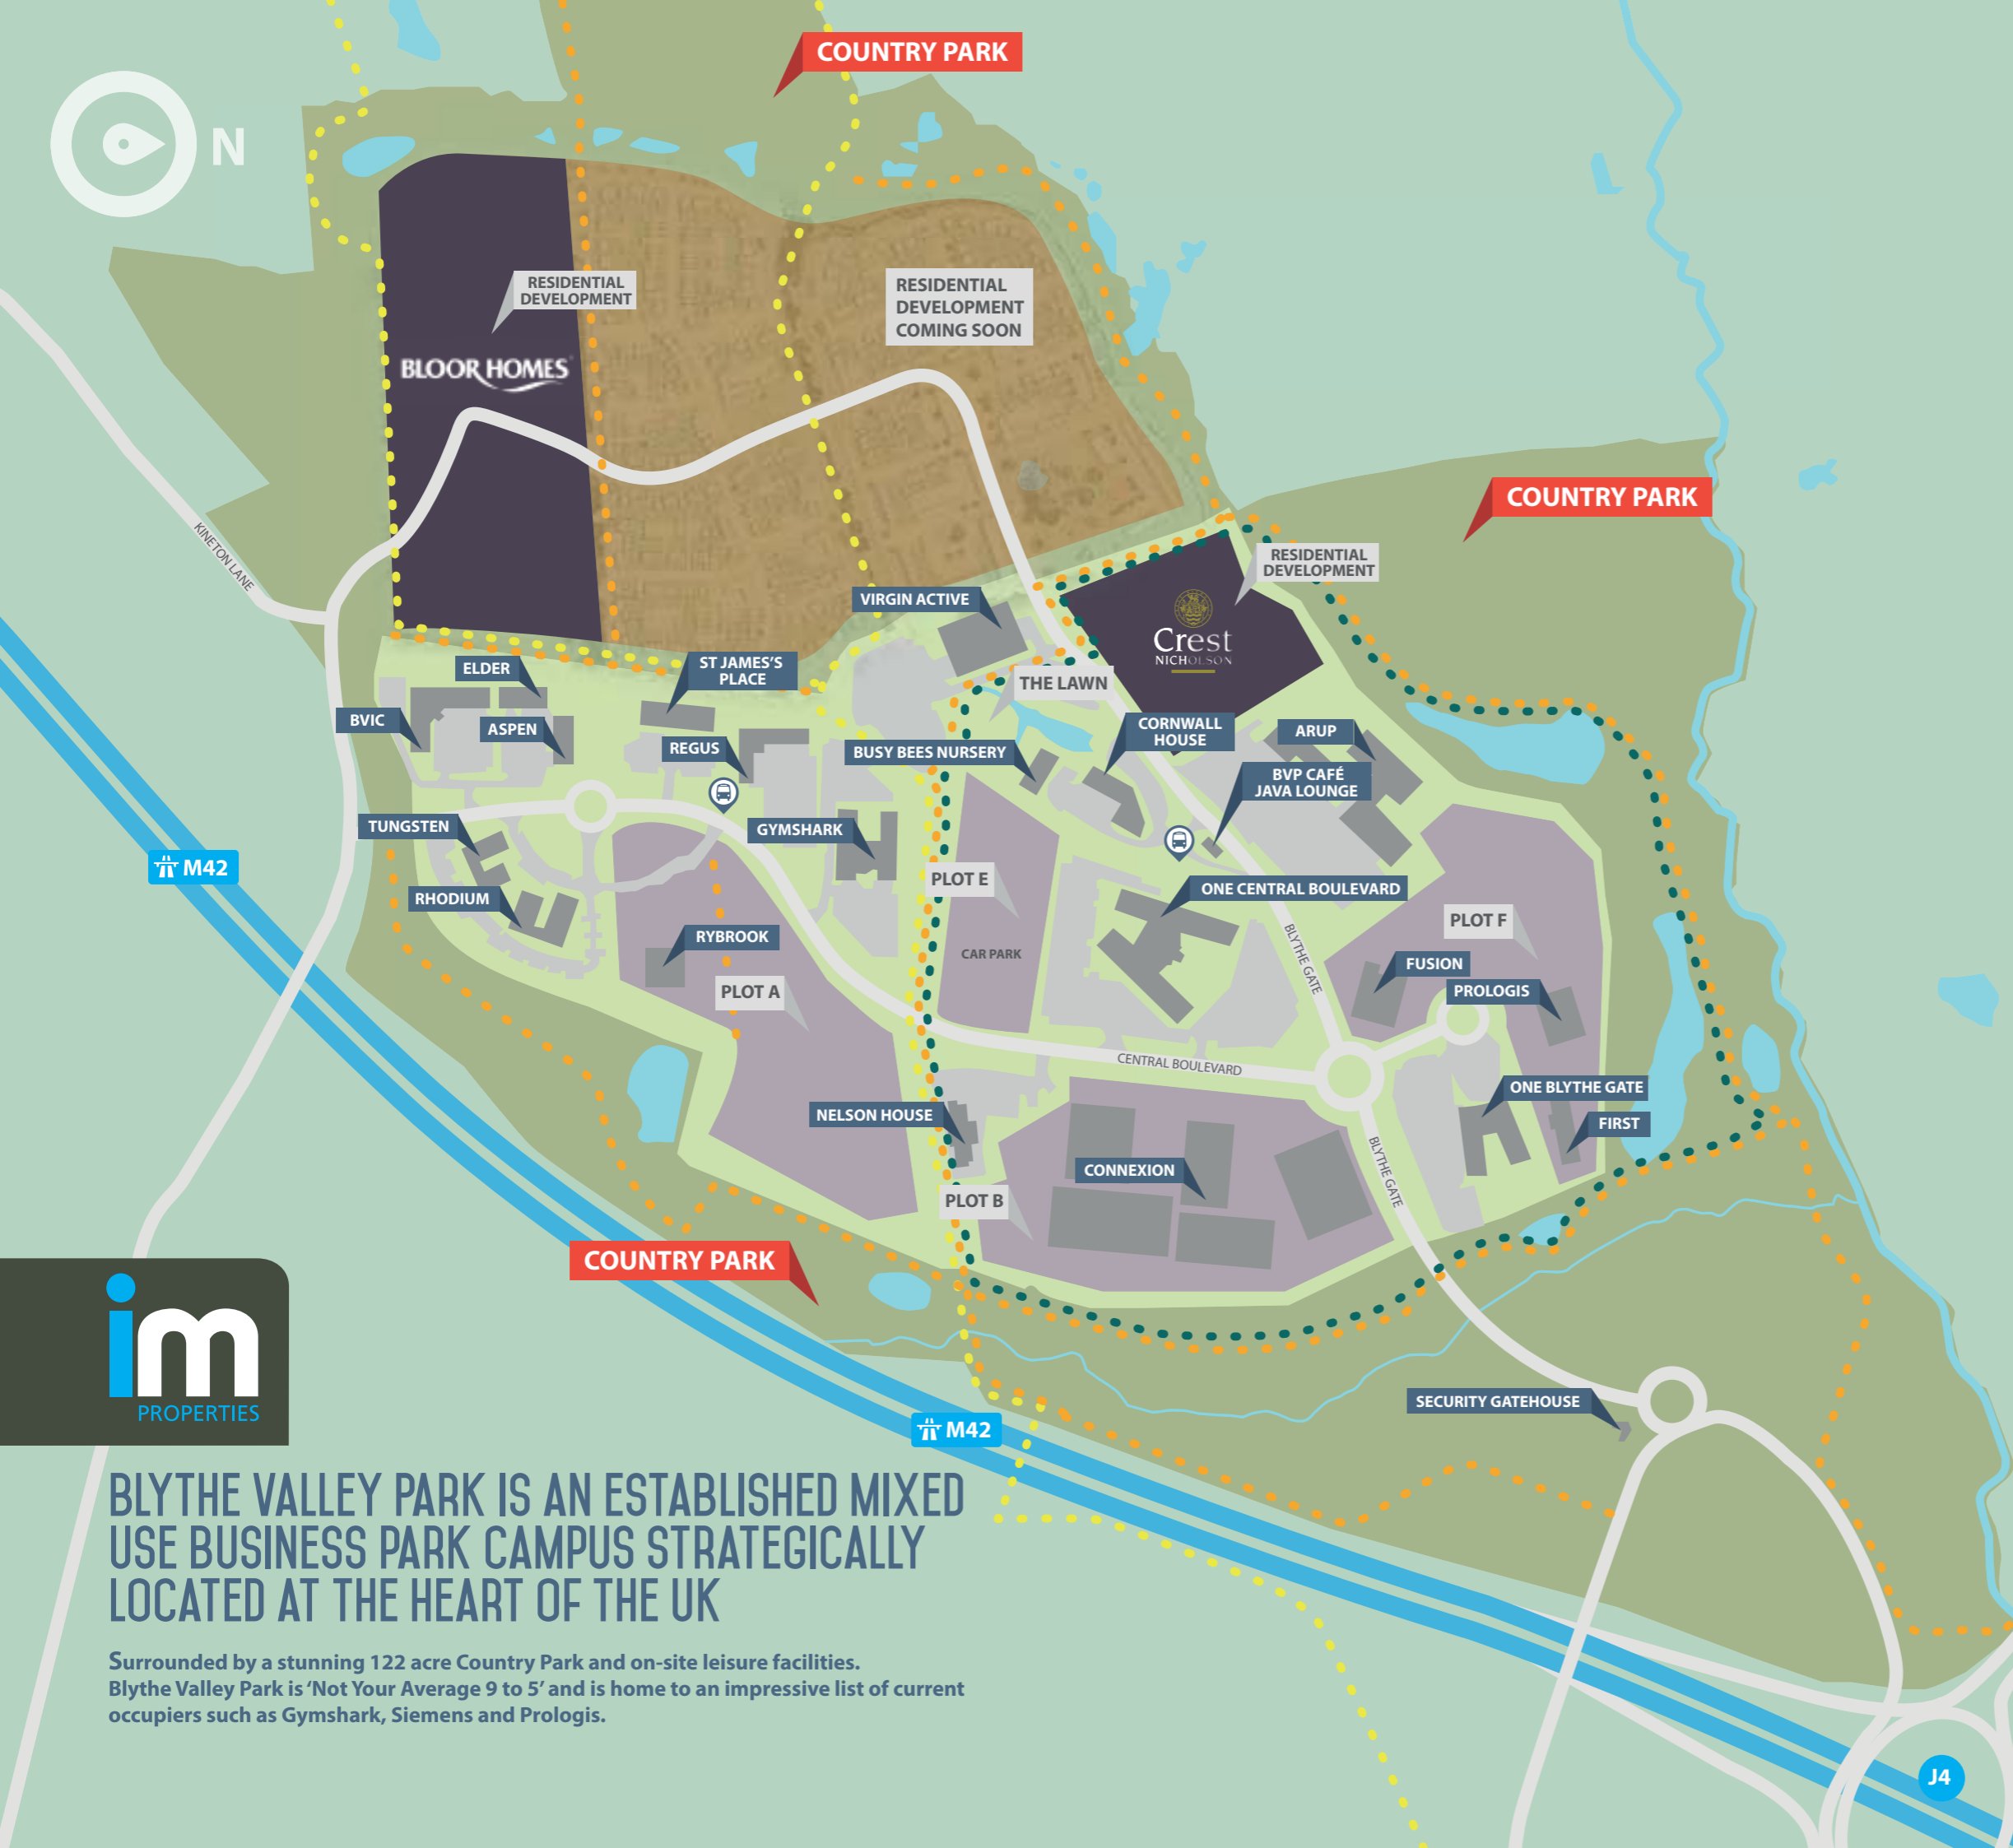 COUNTRY PARK
N
RESIDENTIAL
DEVELOPMENT
RESIDENTIAL
DEVELOPMENT
COMING SOON
BLOOR HOMES
COUNTRY PARK
KINETON LANE
RESIDENTIAL
DEVELOPMENT
VIRGIN ACTIVE
Crest
NICHOLSON
ELDER
ST JAMES'S
PLACE
THE LAWN
BVIC
ASPEN
REGUS
BUSY BEES NURSERY
CORNWALL
HOUSE
ARUP
BVP CAFÉ
JAVA LOUNGE
TUNGSTEN
GYMSHARK
M42
PLOT E
ONE CENTRAL BOULEVARD
RHODIUM
PLOT F
RYBROOK
CAR PARK
BLYTHE GATE
FUSION
PLOT A
PROLOGIS
CENTRAL BOULEVARD
ONE BLYTHE GATE
NELSON HOUSE
FIRST
CONNEXION
BLYTHE GATE
PLOT B
COUNTRY PARK
im
PROPERTIES
SECURITY GATEHOUSE
M42
BLYTHE VALLEY PARK IS AN ESTABLISHED MIXED
USE BUSINESS PARK CAMPUS STRATEGICALLY
LOCATED AT THE HEART OF THE UK
Surrounded by a stunning 122 acre Country Park and on-site leisure facilities.
Blythe Valley Park is ‘Not Your Average 9 to 5’ and is home to an impressive list of current
occupiers such as Gymshark, Siemens and Prologis.
J4